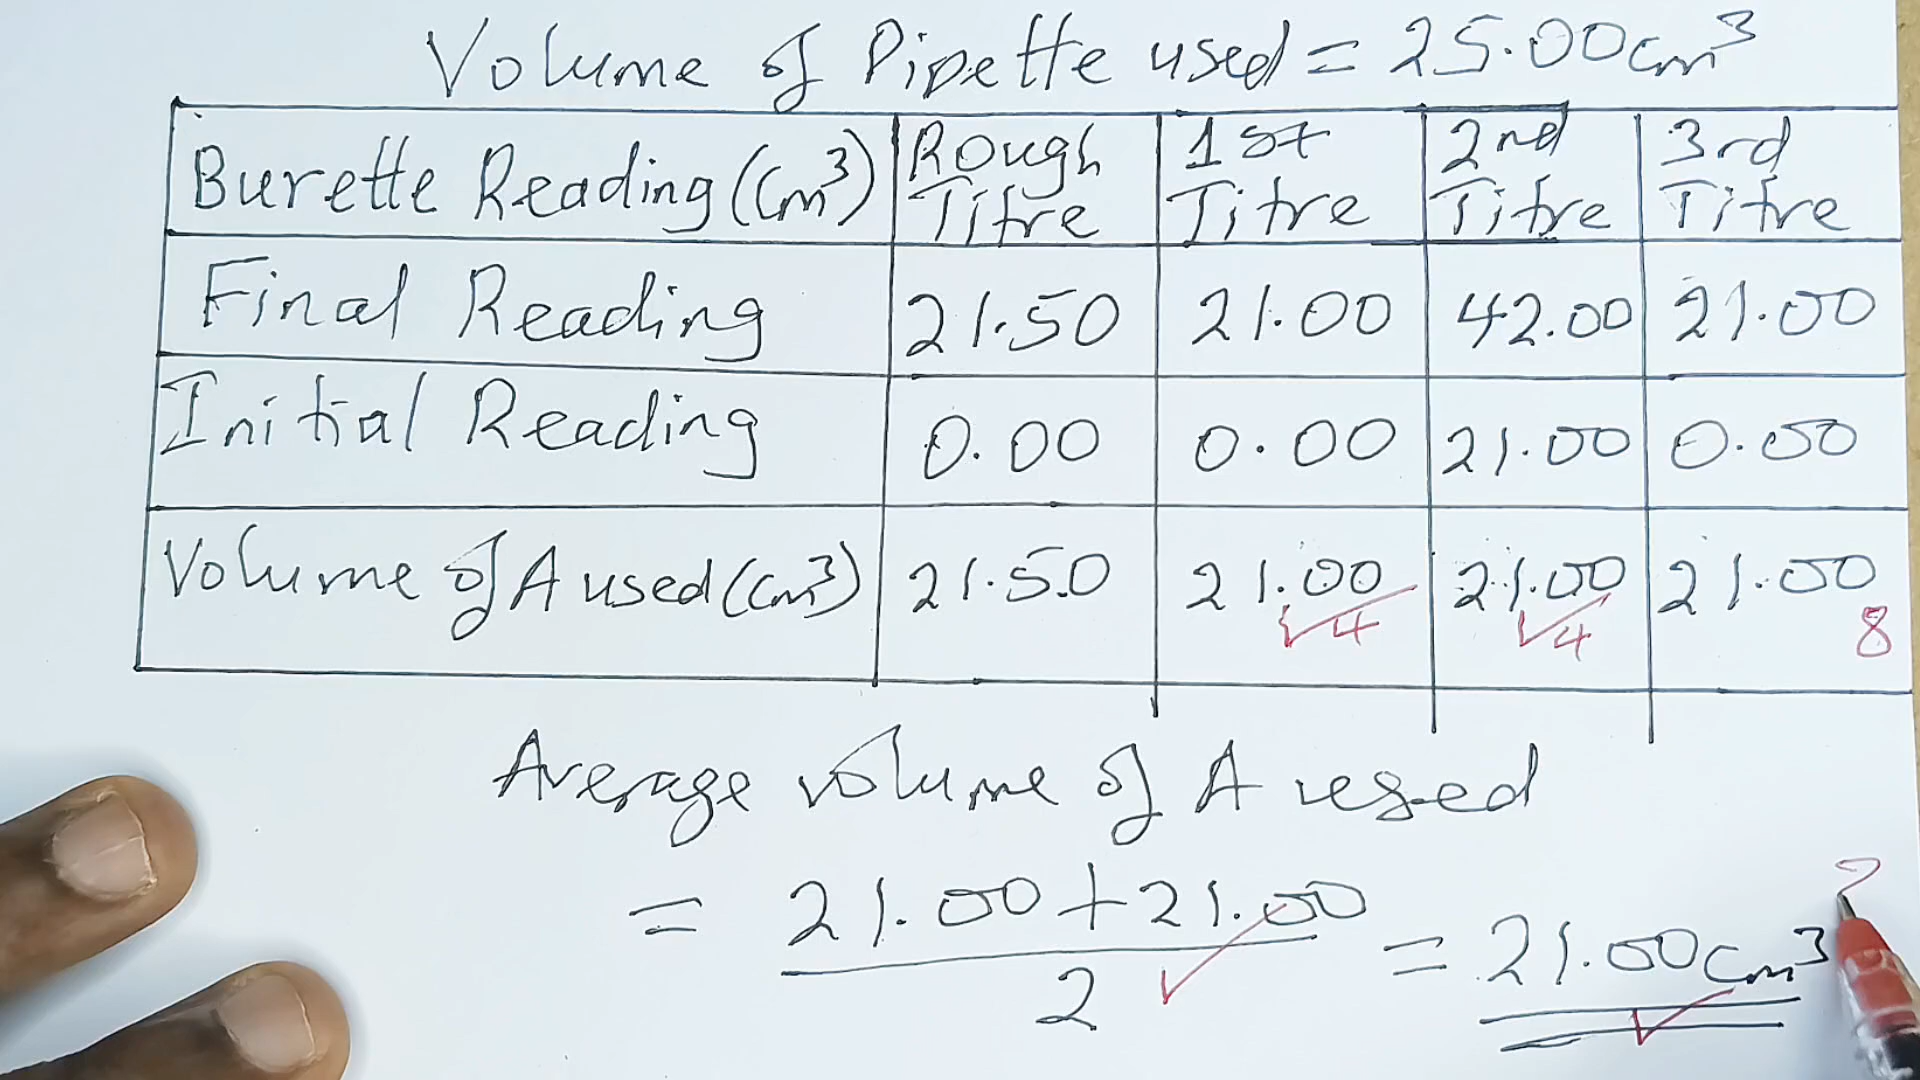 Volume of Pipette used = 25.00cm³
Burette Reading (cm³) Rough Titre 1st Titre 2nd Titre 3rd Titre
Final Reading 21.50 21.00 42.00 21.00
Initial Reading 0.00 0.00 21.00 0.00
Volume of A used (cm³) 21.50 21.00 21.00 21.00
✓4 ✓4 8
Average volume of A used
= 21.00 + 21.00 / 2 ✓ = 21.00cm³ ✓